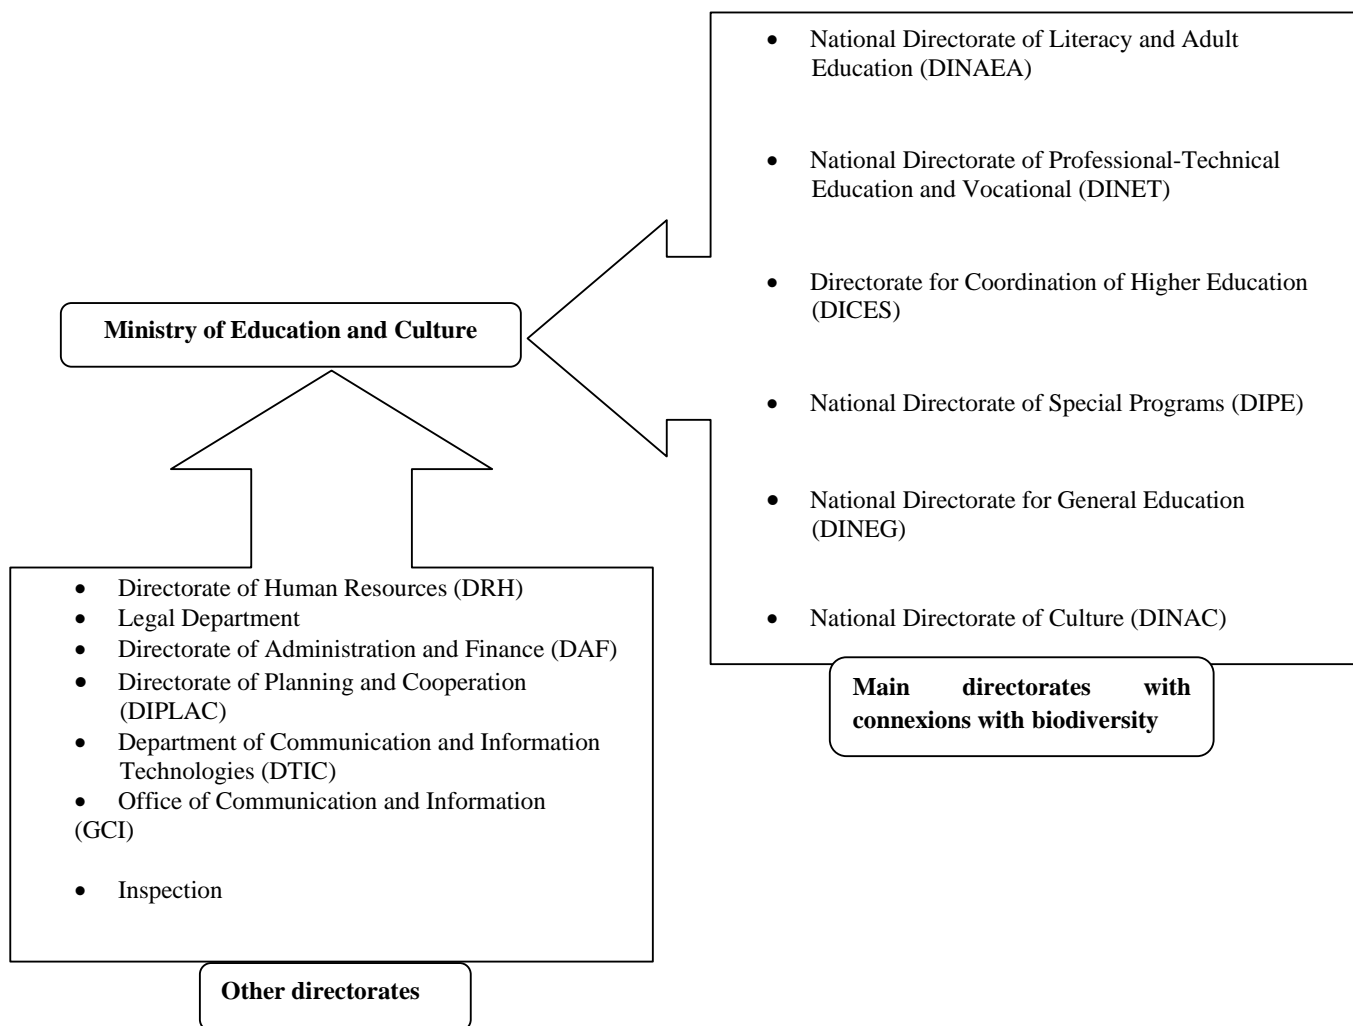 • National Directorate of Literacy and Adult
Education (DINAEA)
• National Directorate of Professional-Technical
Education and Vocational (DINET)
• Directorate for Coordination of Higher Education
(DICES)
• National Directorate of Special Programs (DIPE)
• National Directorate for General Education
(DINEG)
• National Directorate of Culture (DINAC)
Main directorates with
connexions with biodiversity
Ministry of Education and Culture
• Directorate of Human Resources (DRH)
• Legal Department
• Directorate of Administration and Finance (DAF)
• Directorate of Planning and Cooperation
(DIPLAC)
• Department of Communication and Information
Technologies (DTIC)
• Office of Communication and Information
(GCI)
• Inspection
Other directorates